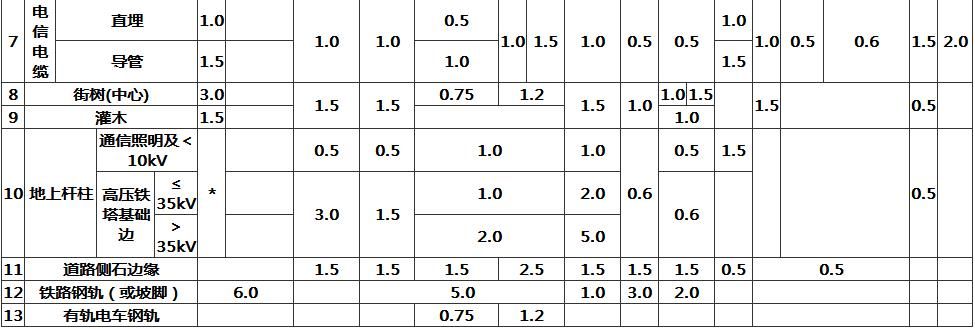 7 电信电缆 直埋 1.0 1.0 1.0 0.5 1.0 1.5 1.0 0.5 0.5 1.0 1.0 0.5 0.6 1.5 2.0
导管 1.5 1.0 1.5
8 街树(中心) 3.0 1.5 1.5 0.75 1.2 1.5 1.0 1.0 1.5 1.5 0.5
9 灌木 1.5 1.0
10 地上杆柱 通信照明及<
10kV * 0.5 0.5 1.0 1.0 0.6 0.5 1.5 0.5
高压铁塔基础边 ≤
35kV 3.0 1.5 1.0 2.0 0.6
>
35kV 2.0 5.0
11 道路侧石边缘 1.5 1.5 1.5 2.5 1.5 1.5 1.5 0.5 0.5
12 铁路钢轨（或坡脚） 6.0 5.0 1.0 3.0 2.0
13 有轨电车钢轨 0.75 1.2